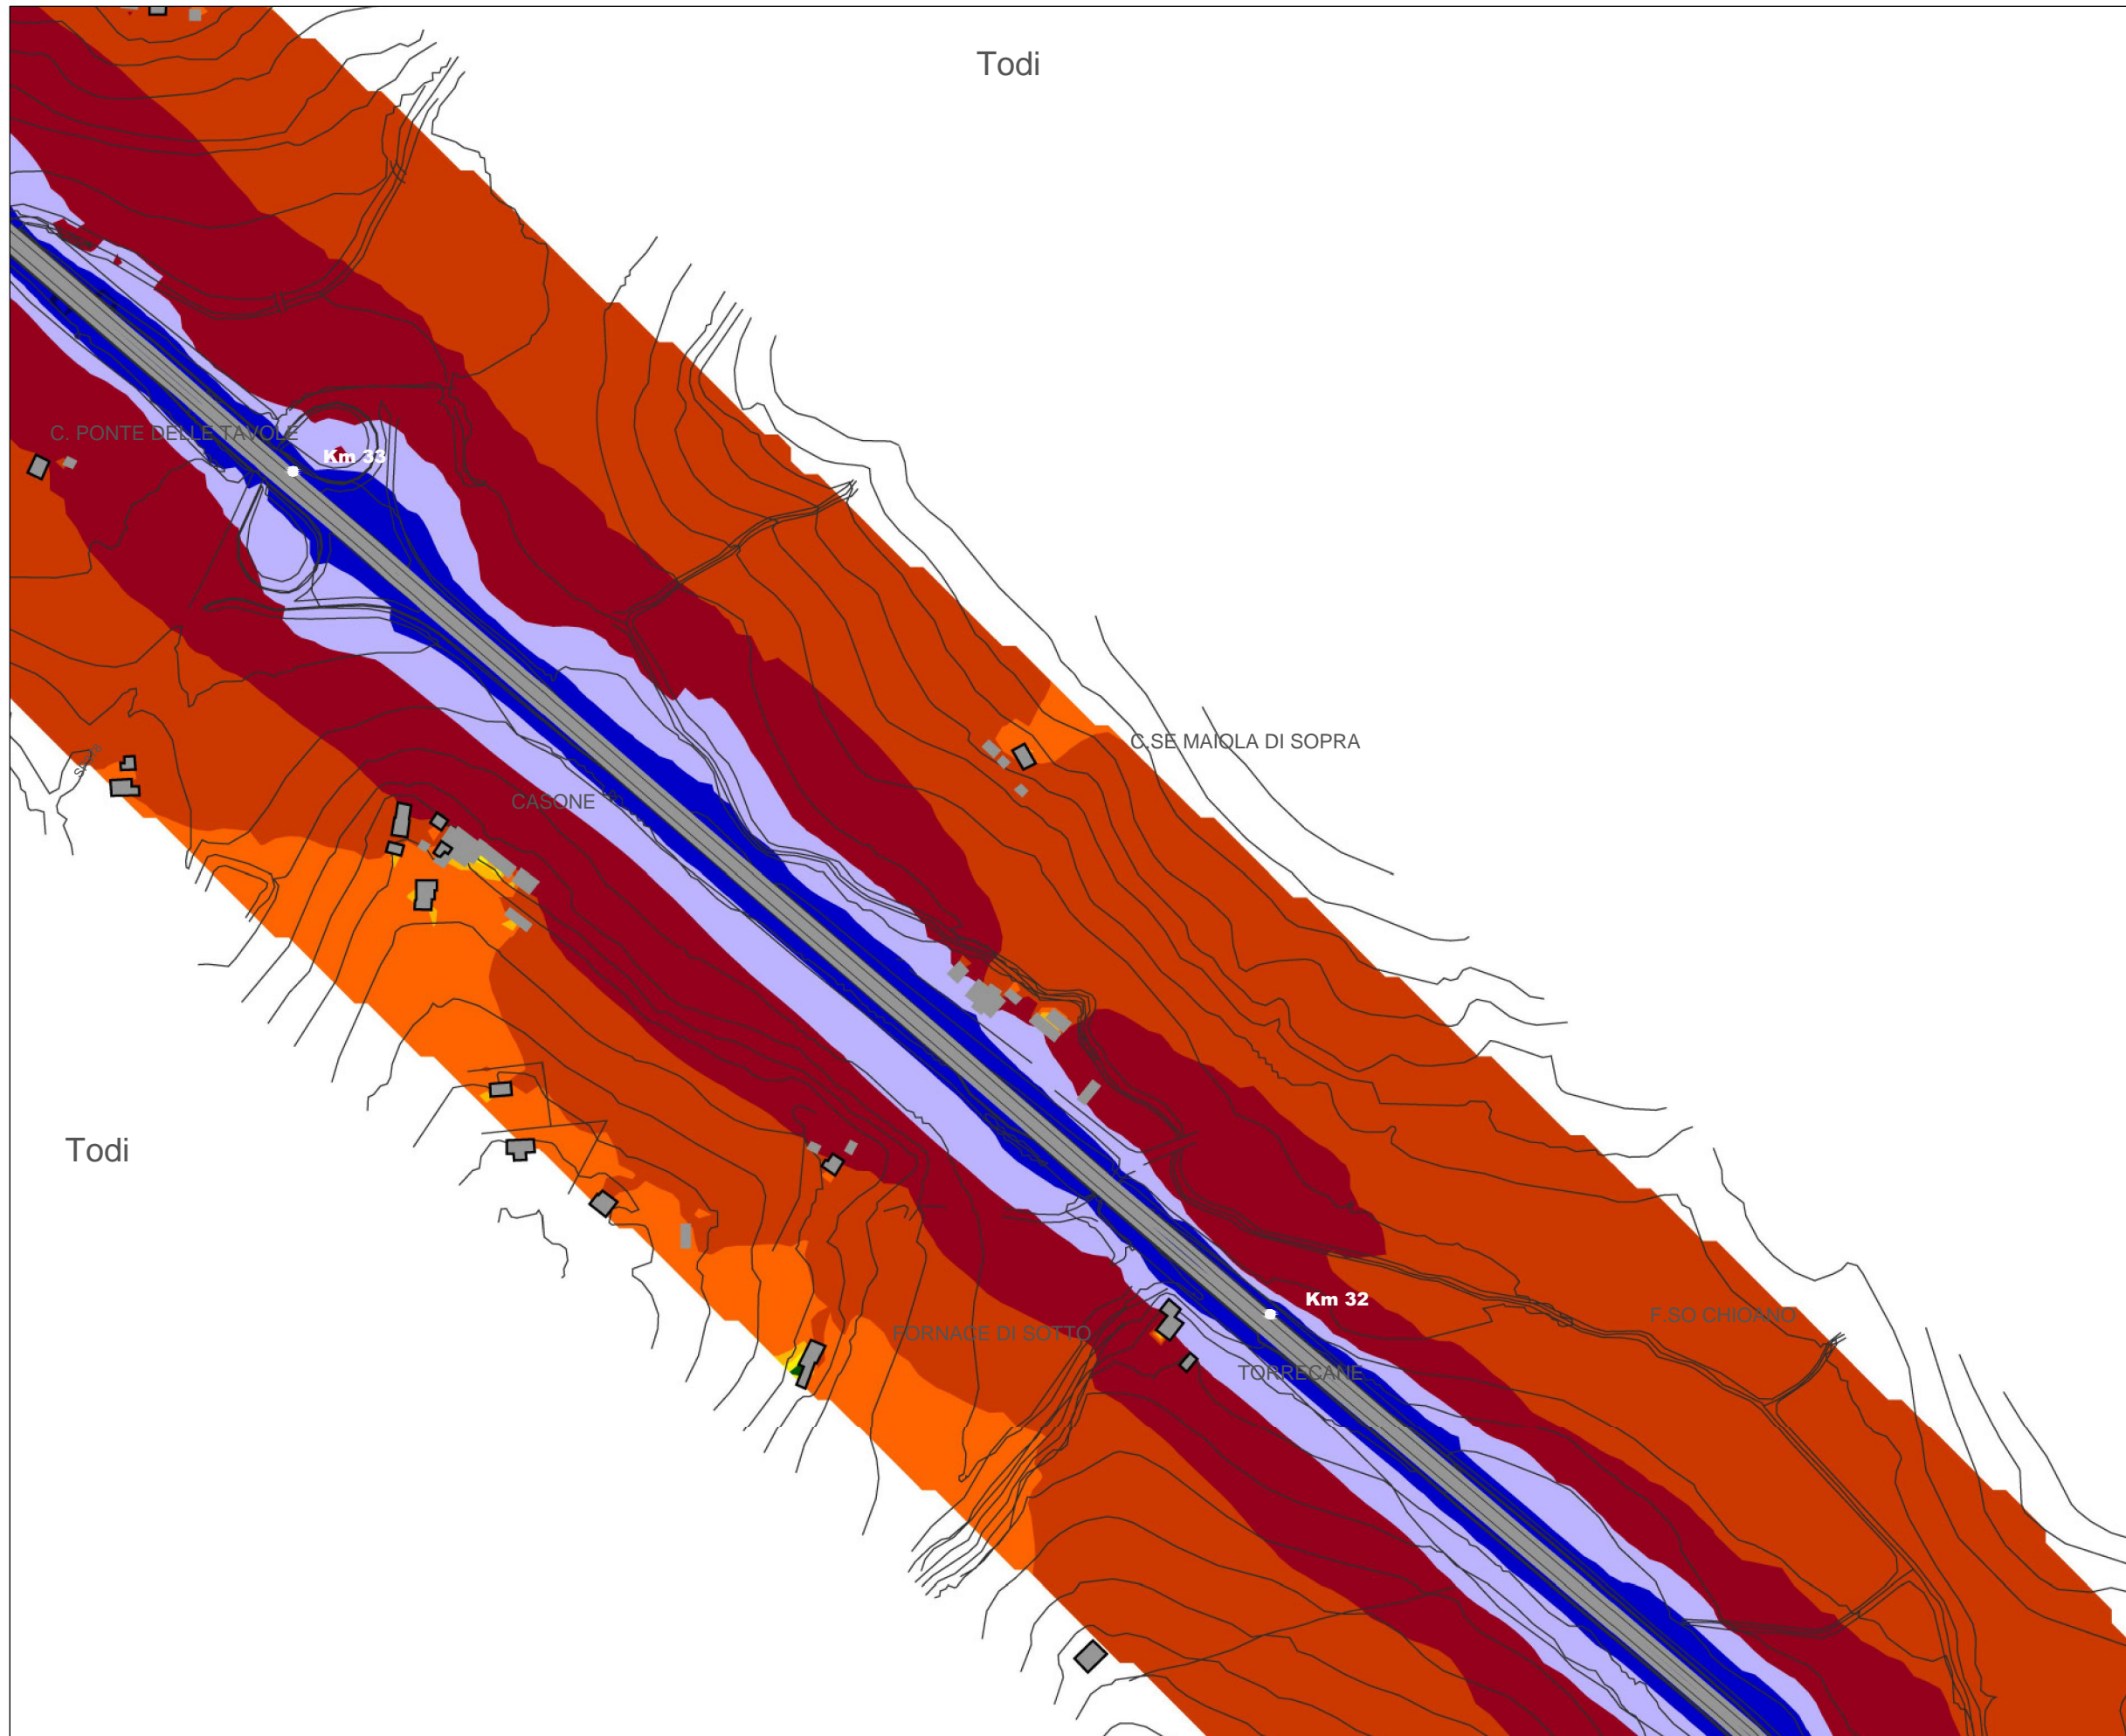 Todi
C. PONTE DELLE TAVOLE
Km 33
C.SE MAIOLA DI SOPRA
CASONE
Todi
Km 32
F.SO CHIOANO
FORNACE DI SOTTO
TORRECANE